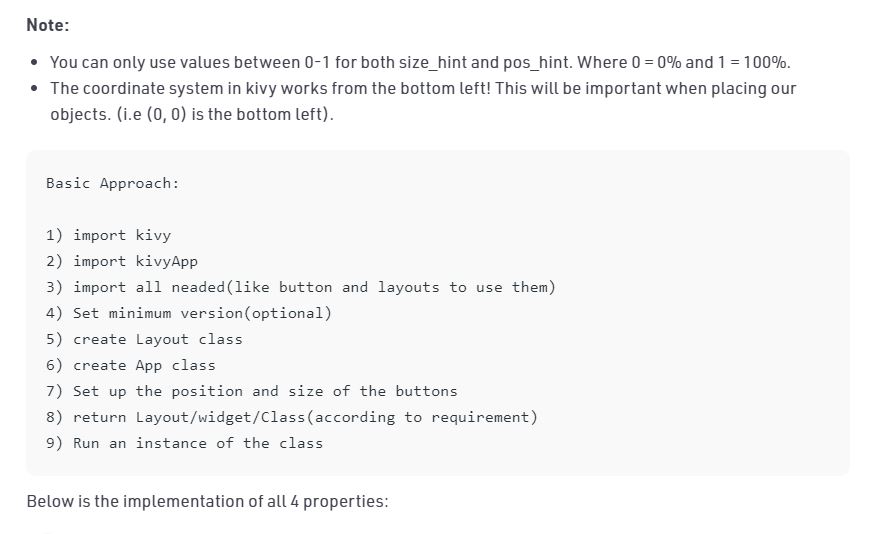 Note:
• You can only use values between 0-1 for both size_hint and pos_hint. Where 0 = 0% and 1 = 100%.
• The coordinate system in kivy works from the bottom left! This will be important when placing our
objects. (i.e (0, 0) is the bottom left).
Basic Approach:
1) import kivy
2) import kivyApp
3) import all neaded(like button and layouts to use them)
4) Set minimum version(optional)
5) create Layout class
6) create App class
7) Set up the position and size of the buttons
8) return Layout/widget/Class(according to requirement)
9) Run an instance of the class
Below is the implementation of all 4 properties: